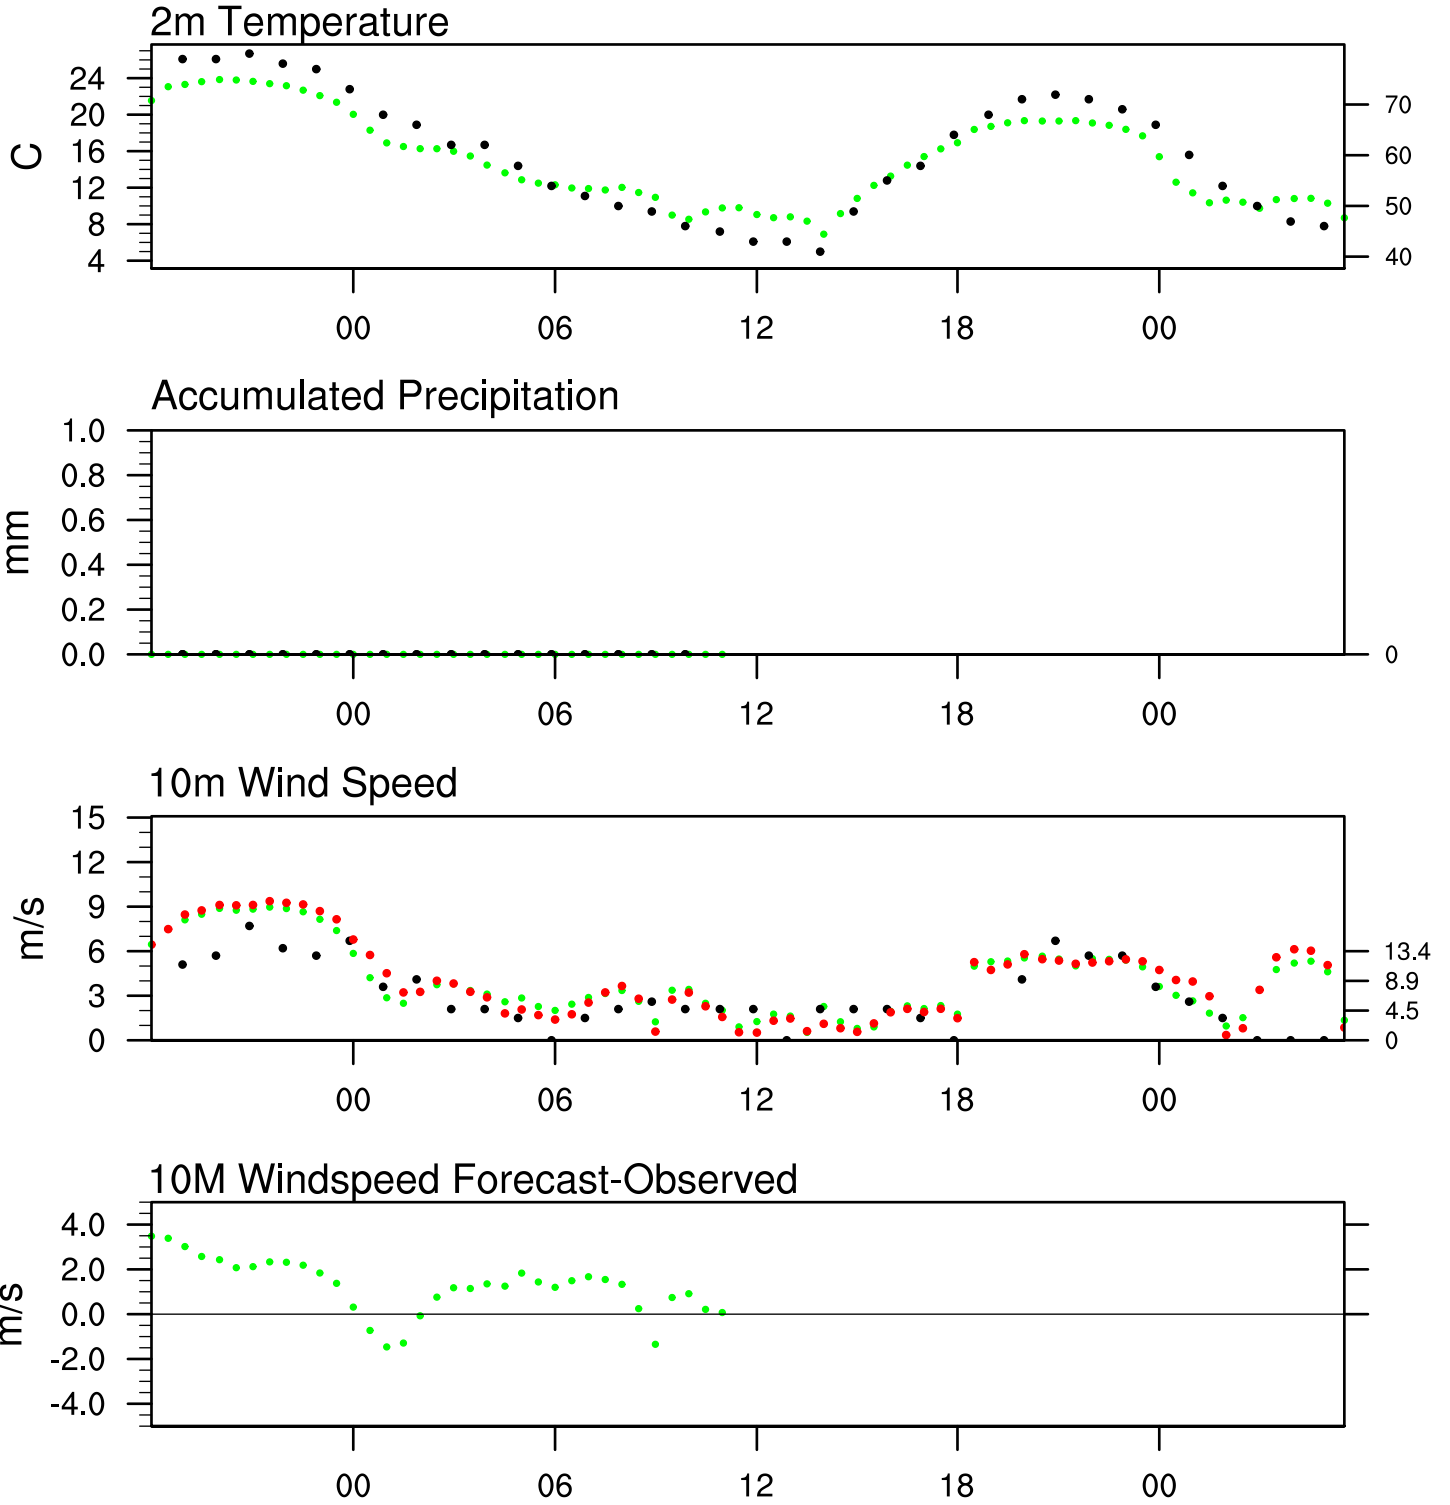 2m Temperature
C
24
20
16
12
8
4
70
60
50
40
00 06 12 18 00
Accumulated Precipitation
mm
1.0
0.8
0.6
0.4
0.2
0.0
0
00 06 12 18 00
10m Wind Speed
m/s
15
12
9
6
3
0
13.4
8.9
4.5
0
00 06 12 18 00
10M Windspeed Forecast-Observed
m/s
4.0
2.0
0.0
-2.0
-4.0
00 06 12 18 00